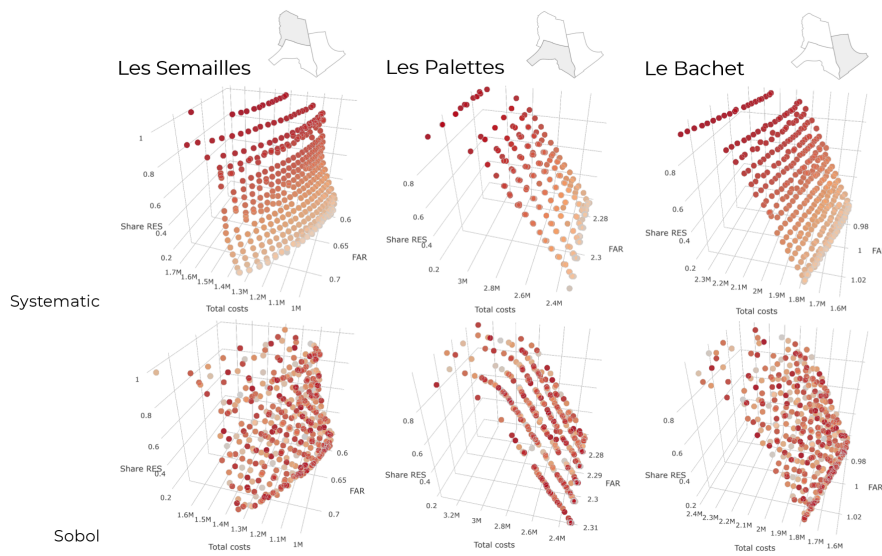 Les Semailles
Les Palettes
Le Bachet
1
0.8
0.6
Share RES
0.4
0.2
1.7M
1.6M
1.5M
1.4M
1.3M
1.2M
1.1M
1M
Total costs
0.6
0.65
FAR
0.7
0.8
0.6
Share RES
0.4
0.2
3M
2.8M
2.6M
2.4M
Total costs
2.28
FAR
2.3
0.8
0.6
Share RES
0.4
0.2
2.3M
2.2M
2.1M
2M
1.9M
1.8M
1.7M
1.6M
Total costs
0.98
1
FAR
1.02
Systematic
1
0.8
0.6
Share RES
0.4
0.2
1.6M
1.5M
1.4M
1.3M
1.2M
1.1M
1M
Total costs
0.6
0.65
FAR
0.7
0.8
0.6
Share RES
0.4
0.2
3.2M
3M
2.8M
2.6M
2.4M
Total costs
2.28
2.29
FAR
2.3
2.31
0.8
0.6
Share RES
0.4
0.2
2.4M
2.3M
2.2M
2.1M
2M
1.9M
1.8M
1.7M
1.6M
Total costs
0.98
1
FAR
1.02
Sobol